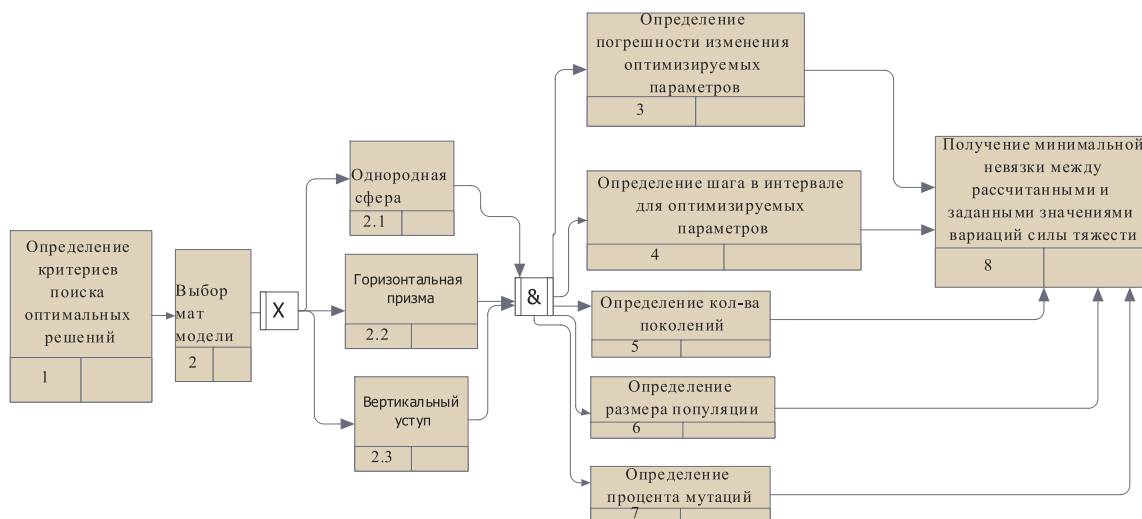 Определение
критериев
поиска
оптимальных
решений
1
Выбор
мат
модели
2
X
Однородная
сфера
2.1
Горизонтальная
призма
2.2
Вертикальный
уступ
2.3
&
Определение
погрешности изменения
оптимизируемых
параметров
3
Определение шага в интервале
для оптимизируемых
параметров
4
Определение кол-ва
поколений
5
Определение
размера популяции
6
Определение
процента мутаций
7
Получение минимальной
невязки между
рассчитанными и
заданными значениями
вариаций силы тяжести
8